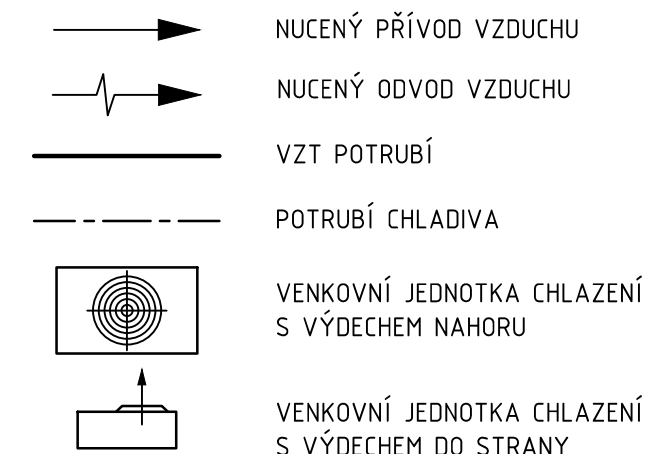 NUCENÝ PŘÍVOD VZDUCHU
NUCENÝ ODVOD VZDUCHU
VZT POTRUBÍ
POTRUBÍ CHLADIVA
VENKOVNÍ JEDNOTKA CHLAZENÍ
S VÝDECHEM NAHORU
VENKOVNÍ JEDNOTKA CHLAZENÍ
S VÝDECHEM DO STRANY